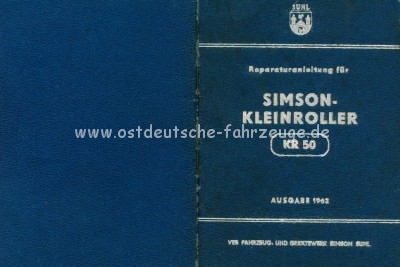 SUHL
Reparaturanleitung für
SIMSON-
KLEINROLLER
www.ostdeutsche-fahrzeuge.de
KR 50
AUSGABE 1962
VEB FAHRZEUG- UND GERÄTEWERK SIMSON SUHL